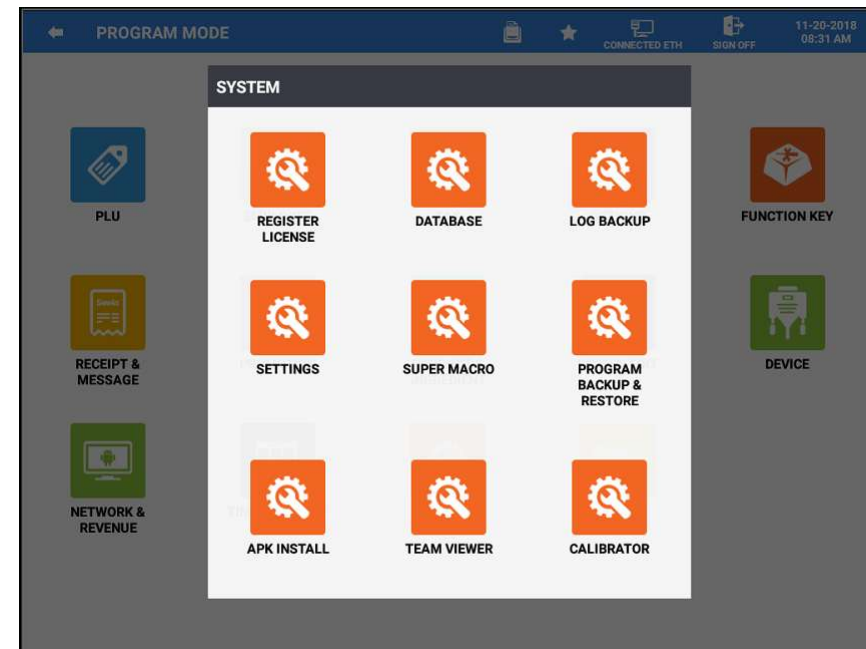 PROGRAM MODE
CONNECTED ETH
SIGN OFF
11-20-2018
08:31 AM
SYSTEM
REGISTER
LICENSE
DATABASE
LOG BACKUP
SETTINGS
SUPER MACRO
PROGRAM
BACKUP &
RESTORE
APK INSTALL
TEAM VIEWER
CALIBRATOR
PLU
FUNCTION KEY
RECEIPT &
MESSAGE
DEVICE
NETWORK &
REVENUE